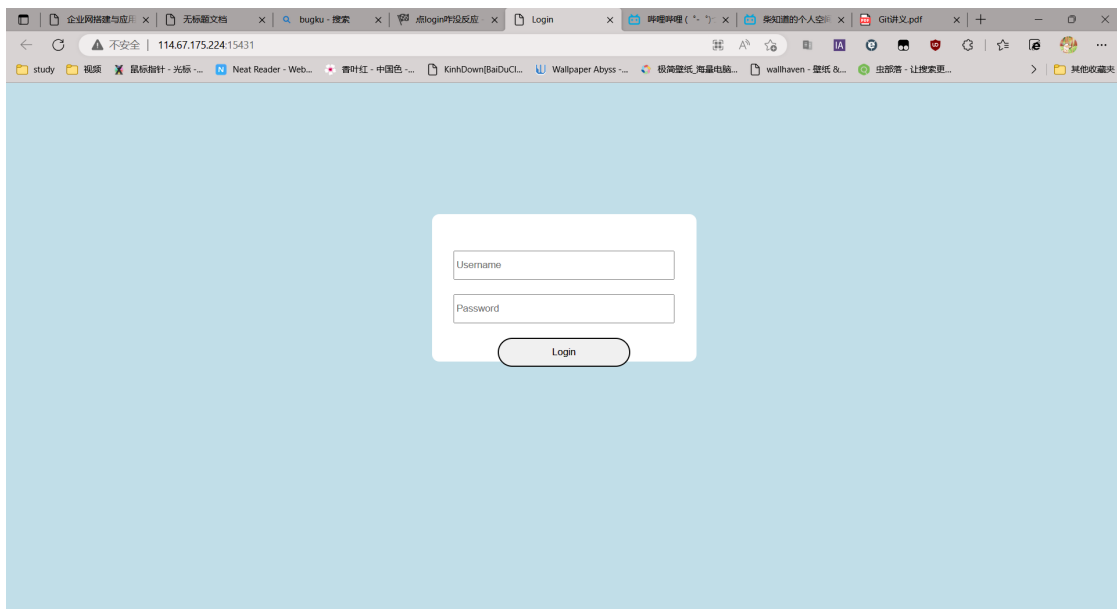 企业网搭建与应用
无标题文档
bugku - 搜索
点login咋没反应
Login
哔哩哔哩 ( ゜- ゜)つ
柴知道的个人空间
Git讲义.pdf
不安全 | 114.67.175.224:15431
study 视频 鼠标指针 - 光标 -... Neat Reader - Web... 香叶红 - 中国色 -... KinhDown[BaiDuCl... Wallpaper Abyss -... 极简壁纸_海量电脑... wallhaven - 壁纸 &... 虫部落 - 让搜索更... 其他收藏夹
Username
Password
Login